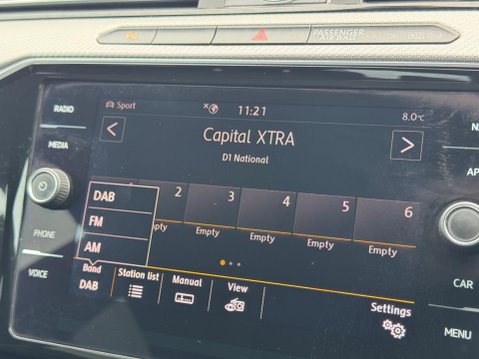 PASSENGER
AIR BAG
RADIO
MEDIA
PHONE
VOICE
Sport
11:21
8.0°C
<
Capital XTRA
>
D1 National
2 3 4 5 6
Empty Empty Empty Empty
DAB
FM
AM
Band
DAB
Station list
Manual
View
Settings
CAR
MENU